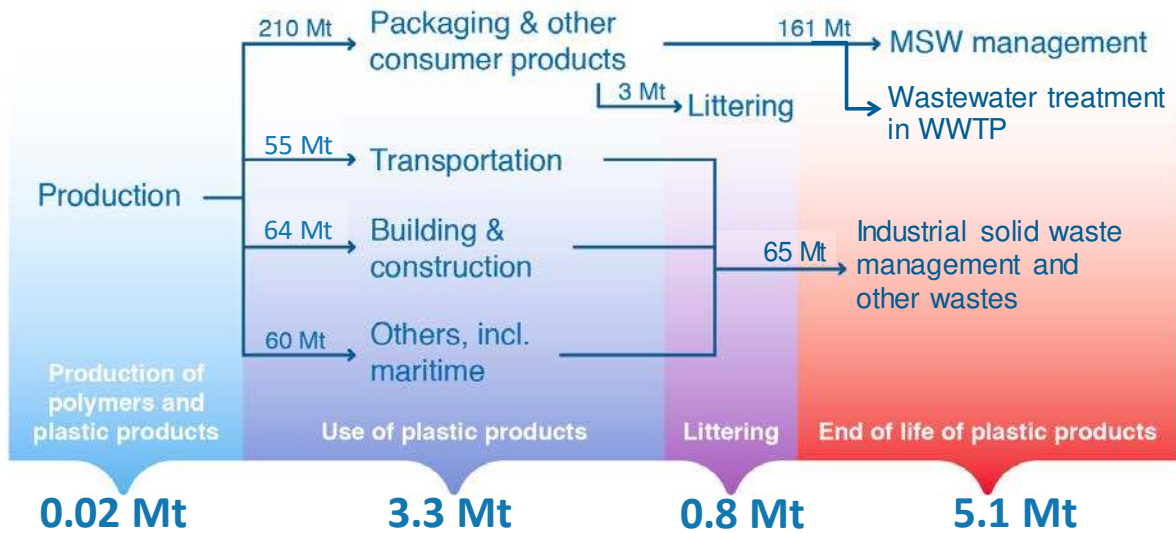 210 Mt
Packaging & other
consumer products
161 Mt
MSW management
3 Mt
Littering
Wastewater treatment
in WWTP
55 Mt
Transportation
Production
64 Mt
Building &
construction
65 Mt
Industrial solid waste
management and
other wastes
60 Mt
Others, incl.
maritime
Production of
polymers and
plastic products
Use of plastic products
Littering
End of life of plastic products
0.02 Mt
3.3 Mt
0.8 Mt
5.1 Mt